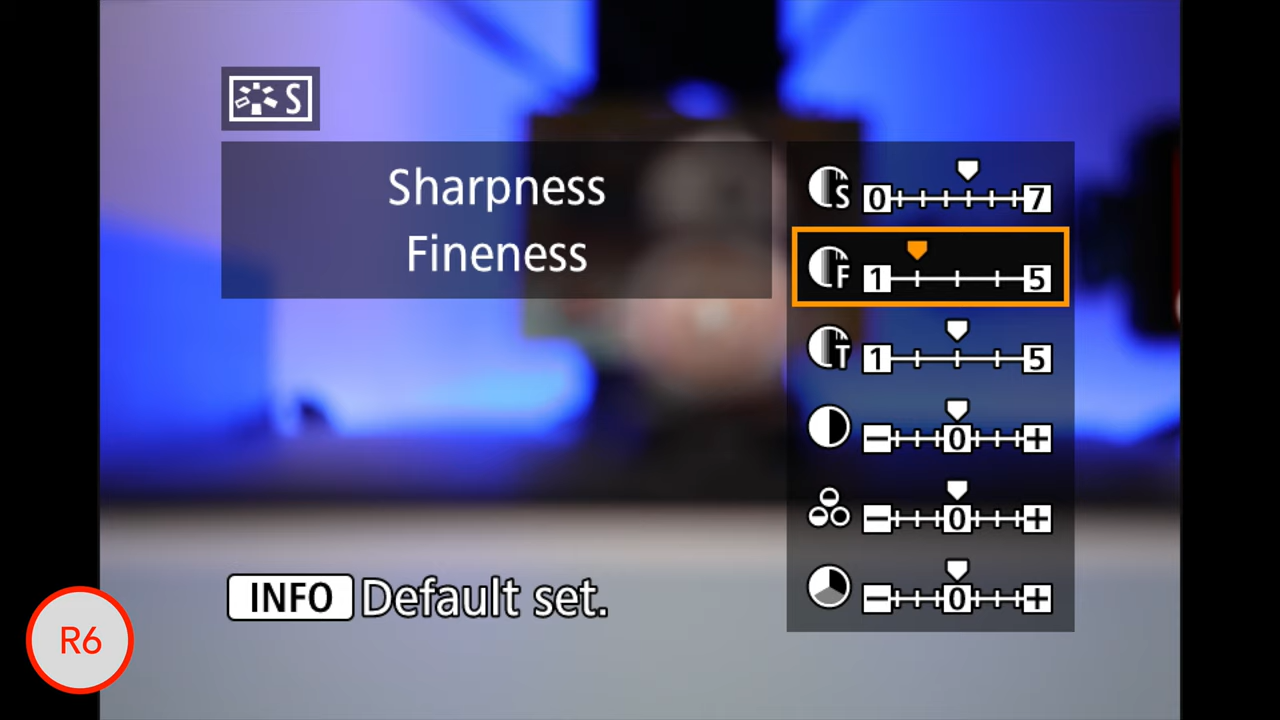 S
Sharpness
Fineness
S 0 7
F 1 5
T 1 5
− 0 +
− 0 +
− 0 +
INFO Default set.
R6